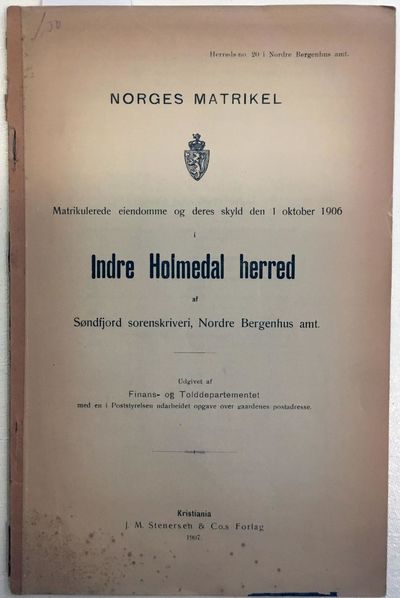 /50
Herreds-no. 20 i Nordre Bergenhus amt.
NORGES MATRIKEL
Matrikulerede eiendomme og deres skyld den 1 oktober 1906
i
Indre Holmedal herred
af
Søndfjord sorenskriveri, Nordre Bergenhus amt.
Udgivet af
Finans- og Tolddepartementet
med en i Poststyrelsen udarbeidet opgave over gaardenes postadresse.
Kristiania
J. M. Stenersen & Co.s Forlag
1907.